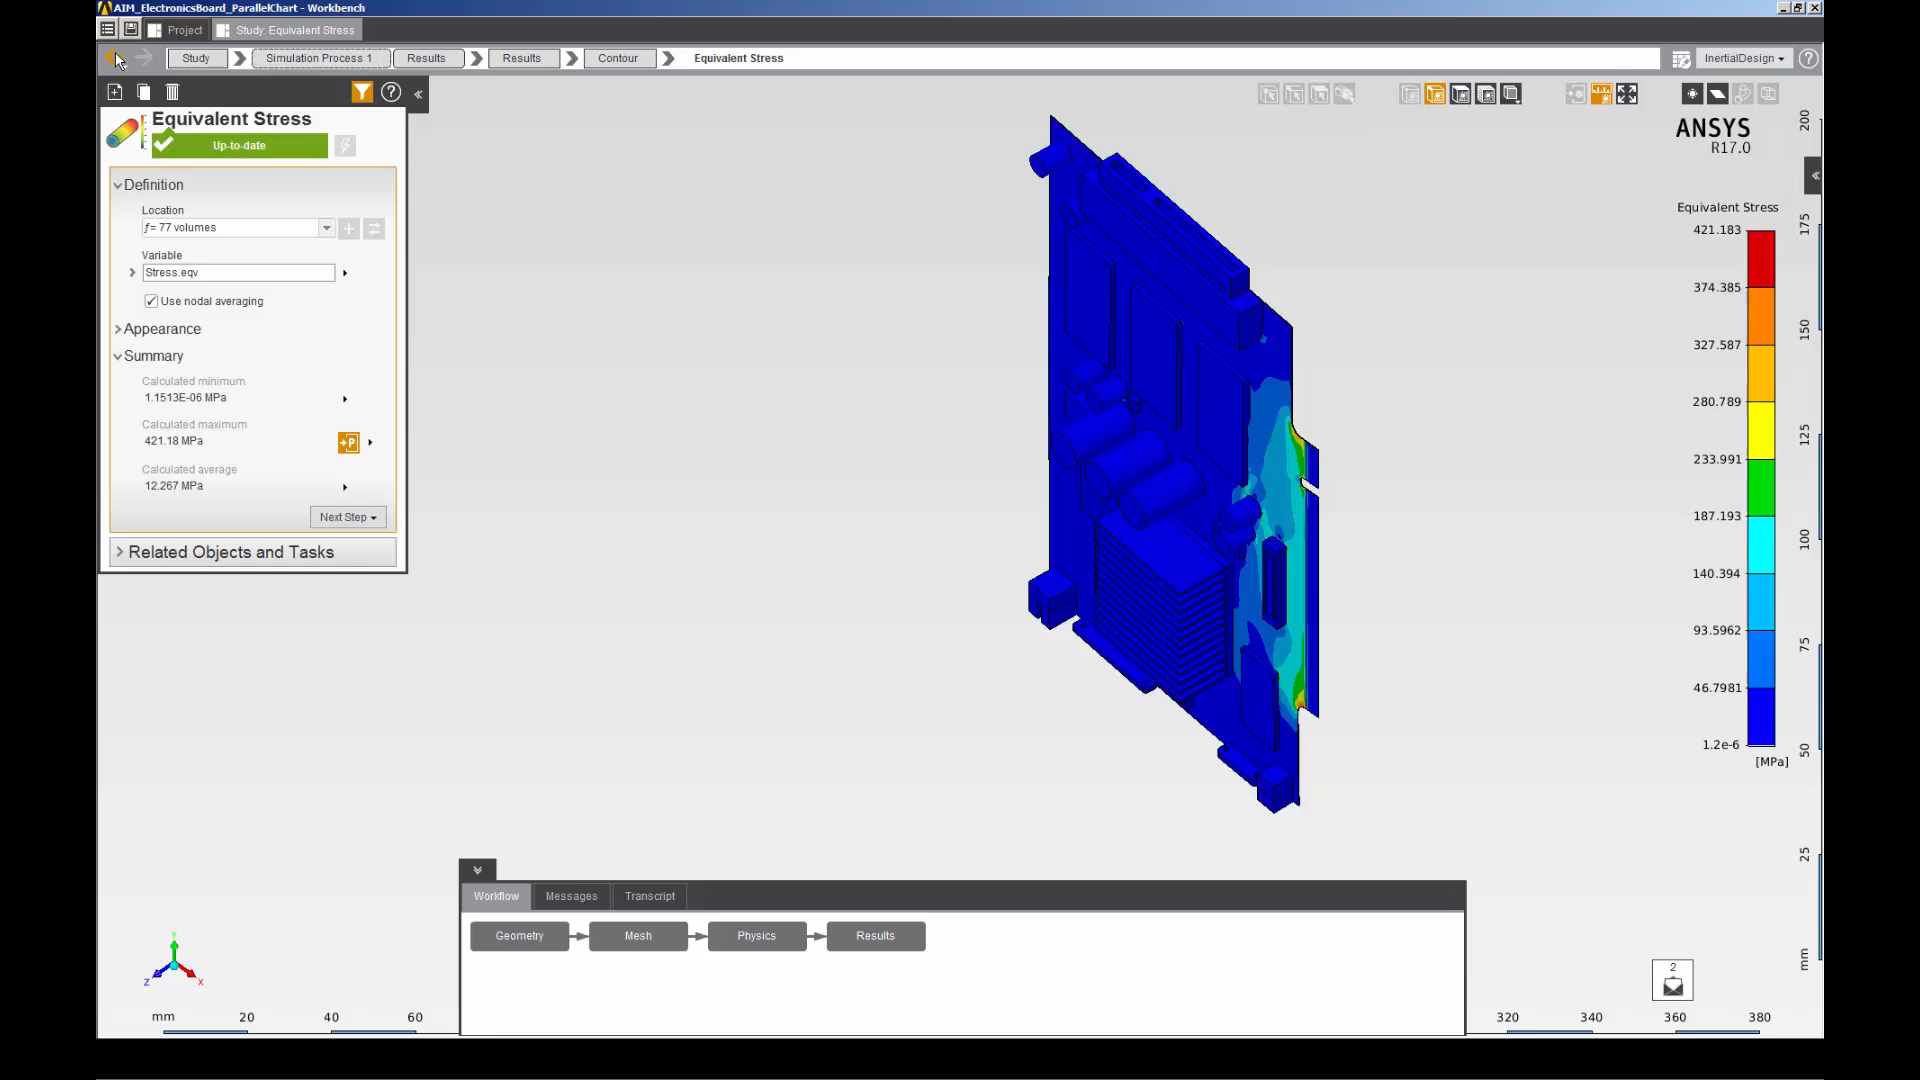 AIM_ElectronicsBoard_ParallelChart - Workbench
Project
Study: Equivalent Stress
Study
Simulation Process 1
Results
Results
Contour
Equivalent Stress
InertialDesign
Equivalent Stress
Up-to-date
Definition
Location
ƒ= 77 volumes
Variable
Stress.eqv
Use nodal averaging
Appearance
Summary
Calculated minimum
1.1513E-06 MPa
Calculated maximum
421.18 MPa
P
Calculated average
12.267 MPa
Next Step
Related Objects and Tasks
ANSYS
R17.0
Equivalent Stress
421.183
374.385
327.587
280.789
233.991
187.193
140.394
93.5962
46.7981
1.2e-6
[MPa]
200
175
150
125
100
75
50
25
mm
Workflow
Messages
Transcript
Geometry
Mesh
Physics
Results
2
Y
Z
X
mm
20
40
60
320
340
360
380